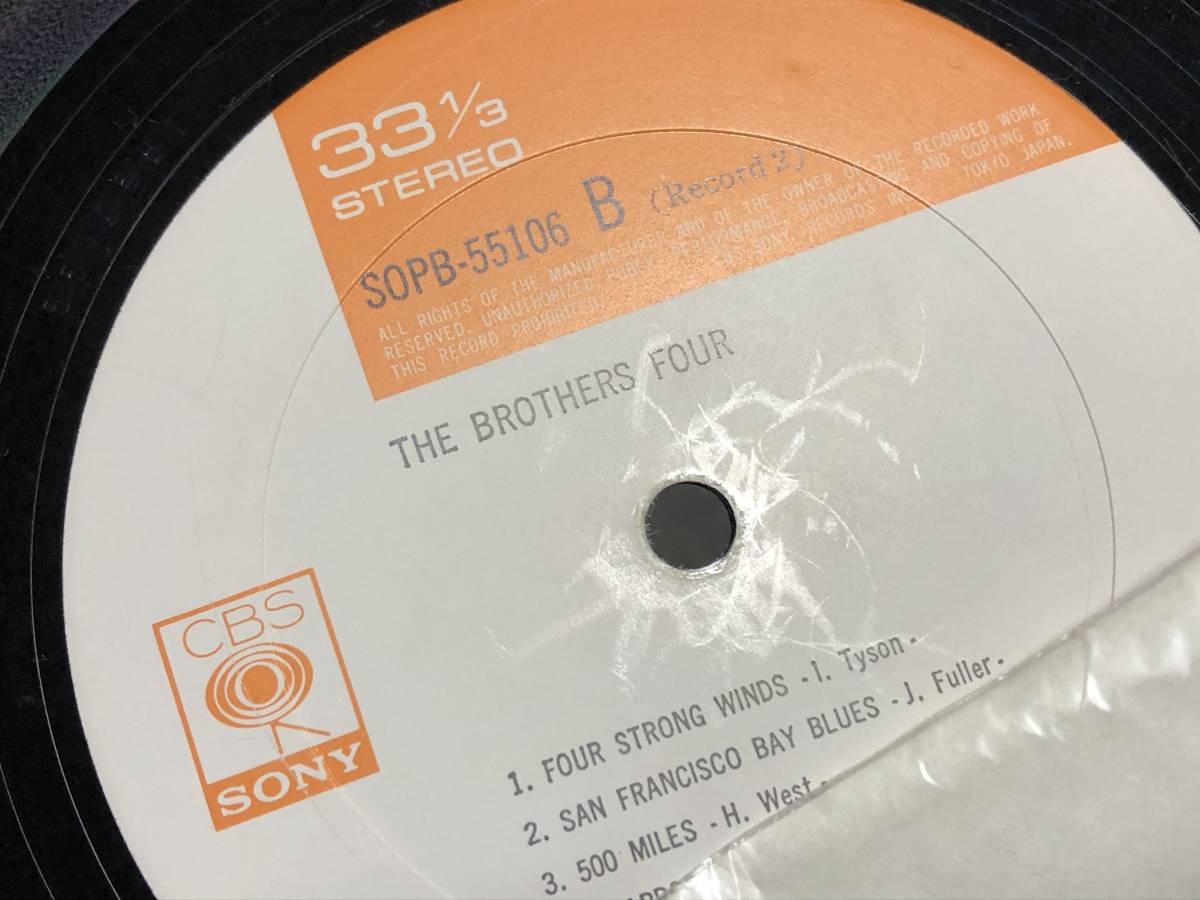 33 1/3
STEREO
SOPB-55106 B (Record 2)
ALL RIGHTS OF THE MANUFACTURER AND OF THE OWNER OF THE RECORDED WORK
RESERVED. UNAUTHORIZED PUBLIC PERFORMANCE, BROADCASTING AND COPYING OF
THIS RECORD PROHIBITED. SONY RECORDS INC. TOKYO JAPAN.
THE BROTHERS FOUR
CBS
SONY
1. FOUR STRONG WINDS -I. Tyson-
2. SAN FRANCISCO BAY BLUES -J. Fuller-
3. 500 MILES -H. West-